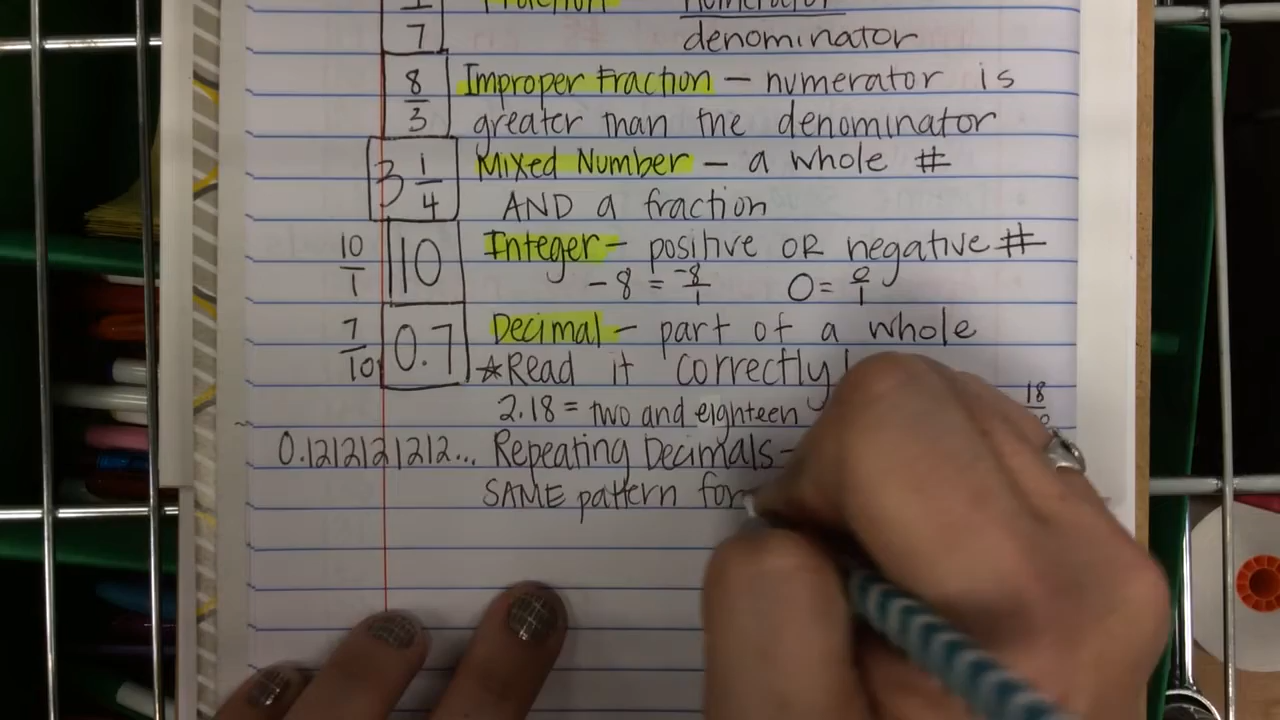 7 denominator
8/3 Improper Fraction – numerator is
greater than the denominator
3 1/4 Mixed Number – a whole #
AND a fraction
10/1 10 Integer – positive OR negative #
-8 = -8/1 0 = 0/1
7/10 0.7 Decimal – part of a whole
☆Read it correctly!
2.18 = two and eighteen 18
0.1212121212... Repeating Decimals –
SAME pattern for